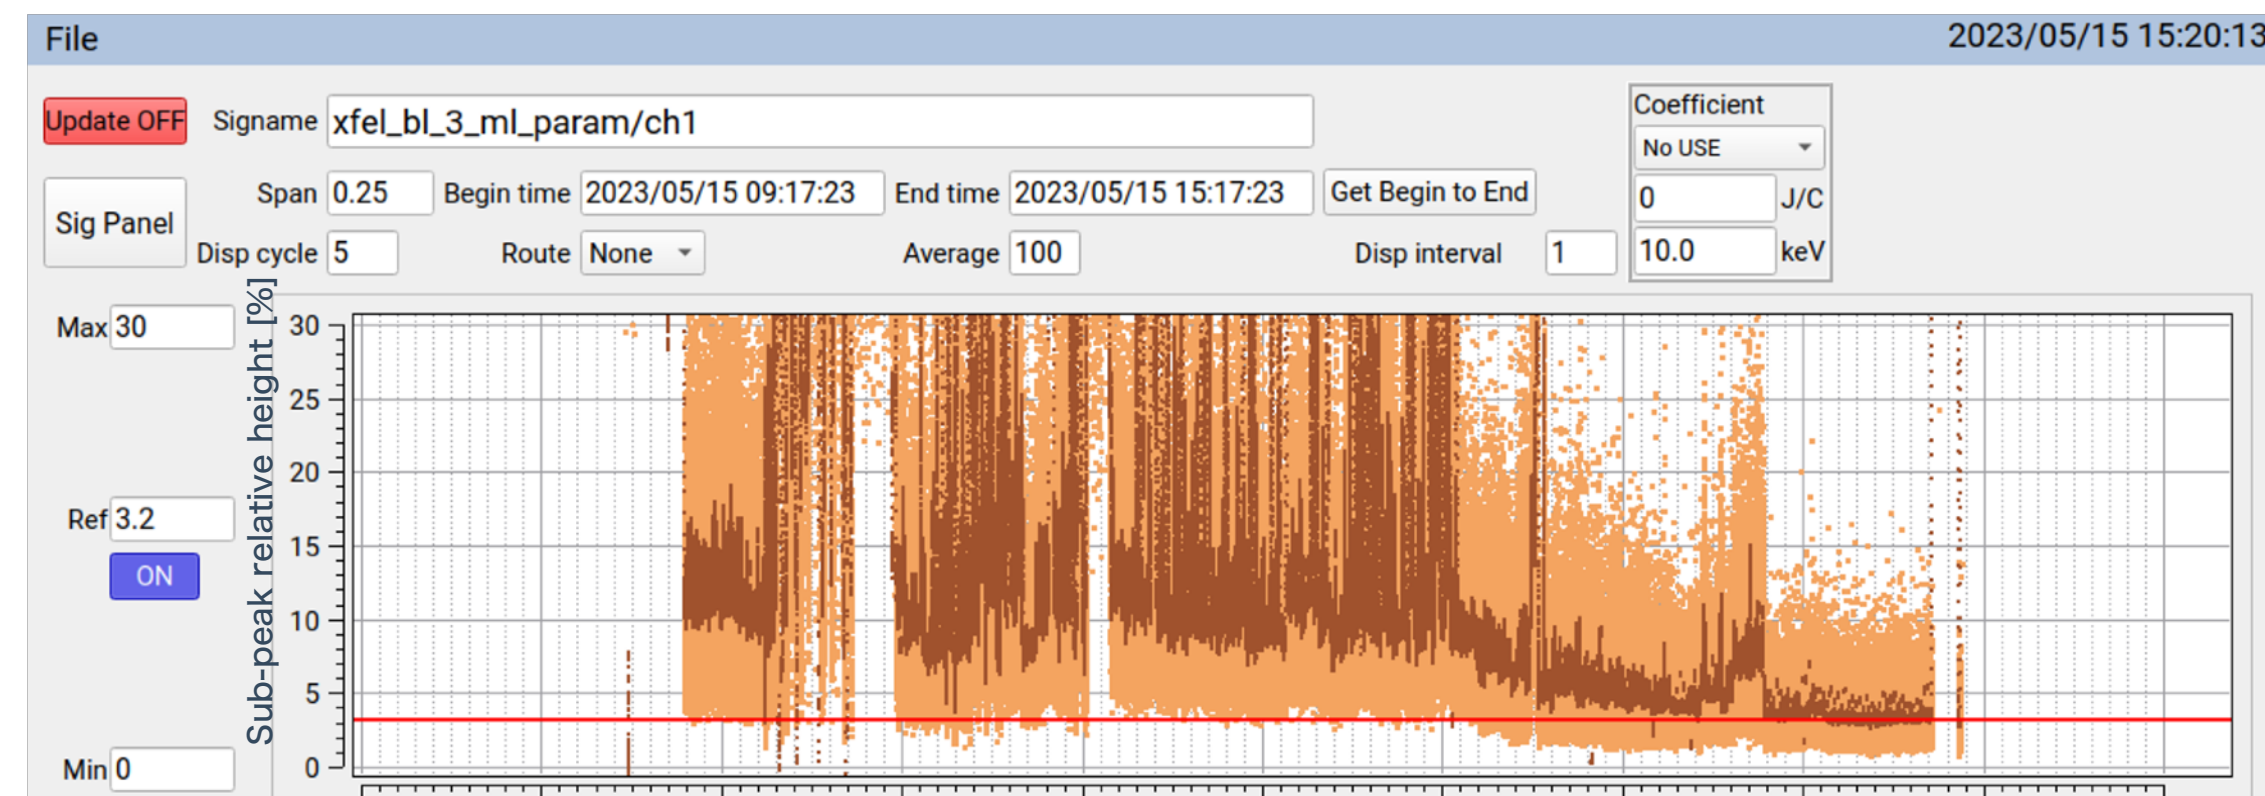 File 2023/05/15 15:20:13
Update OFF Signame xfel_bl_3_ml_param/ch1 Coefficient
No USE
Sig Panel Span 0.25 Begin time 2023/05/15 09:17:23 End time 2023/05/15 15:17:23 Get Begin to End 0 J/C
Disp cycle 5 Route None Average 100 Disp interval 1 10.0 keV
Max 30
Ref 3.2
ON
Min 0
Sub-peak relative height [%]
30
25
20
15
10
5
0